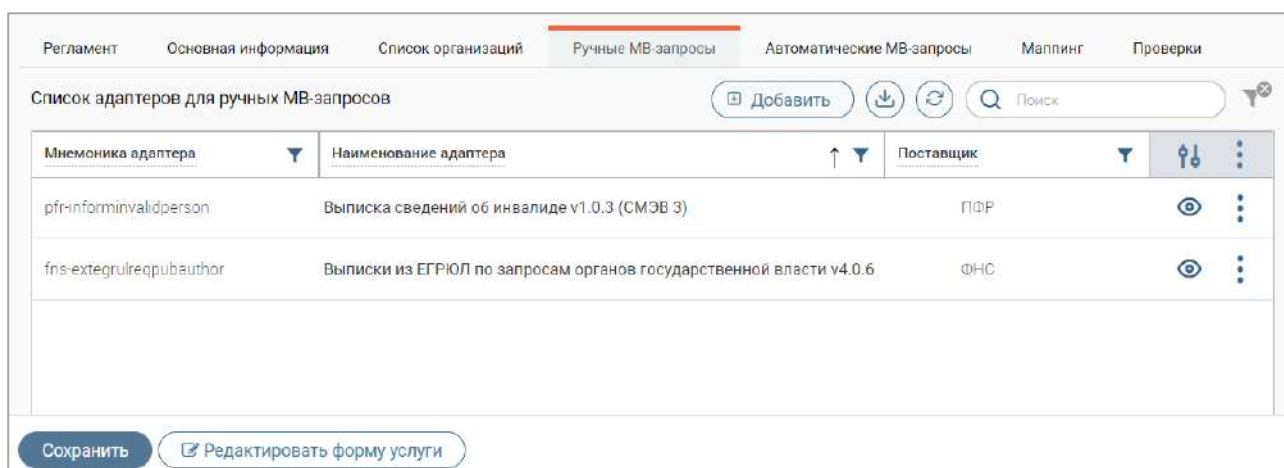 Регламент Основная информация Список организаций Ручные МВ-запросы Автоматические МВ-запросы Маппинг Проверки
Список адаптеров для ручных МВ-запросов Добавить Поиск
Мнемоника адаптера Наименование адаптера Поставщик
pfr-informinvalidperson Выписка сведений об инвалиде v1.0.3 (СМЭВ 3) ПФР
fns-extegrulreqpubauthor Выписки из ЕГРЮЛ по запросам органов государственной власти v4.0.6 ФНС
Сохранить Редактировать форму услуги